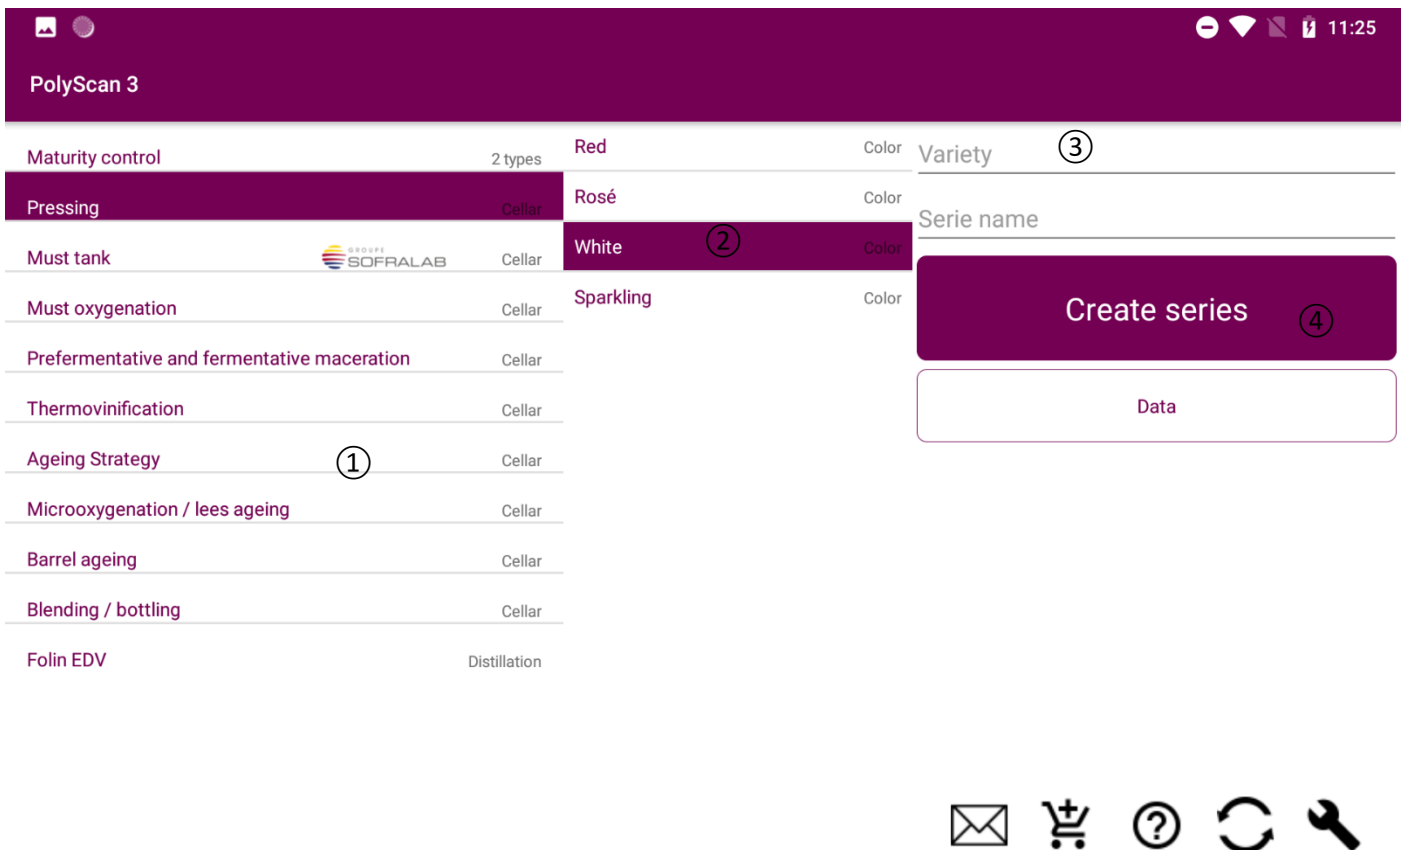 11:25
PolyScan 3
Maturity control 2 types
Pressing Cellar
Must tank GROUPE SOFRALAB Cellar
Must oxygenation Cellar
Prefermentative and fermentative maceration Cellar
Thermovinification Cellar
Ageing Strategy ① Cellar
Microoxygenation / lees ageing Cellar
Barrel ageing Cellar
Blending / bottling Cellar
Folin EDV Distillation
Red Color
Rosé Color
White ② Color
Sparkling Color
Variety ③
Serie name
Create series ④
Data